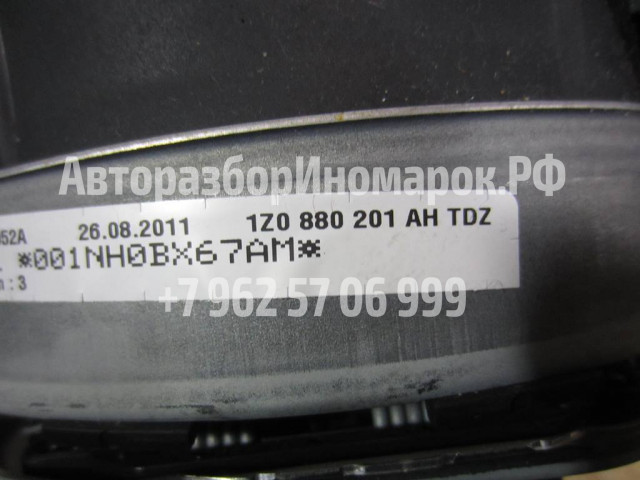 АвторазборИномарок.РФ
52A 26.08.2011 1Z0 880 201 AH TDZ
*001NH0BX67AM*
: 3
+7 962 57 06 999